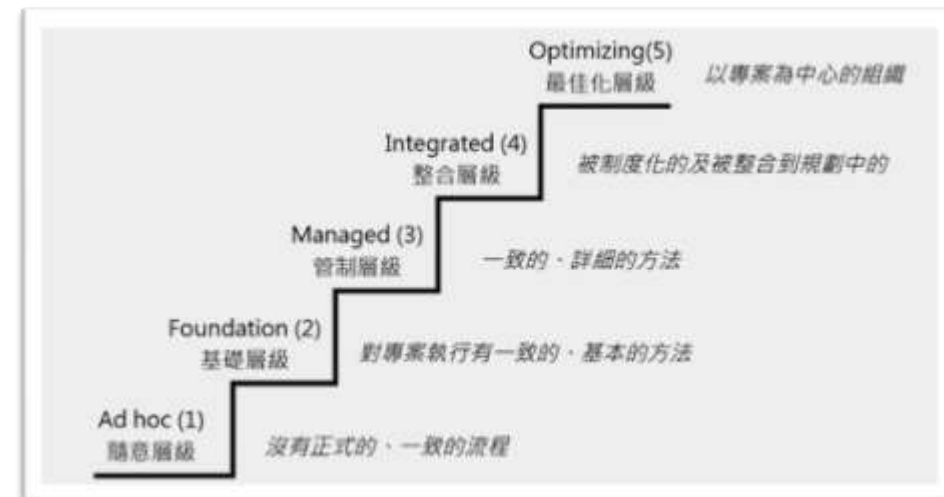 Optimizing(5)
最佳化層級
以專案為中心的組織
Integrated (4)
整合層級
被制度化的及被整合到規劃中的
Managed (3)
管制層級
一致的、詳細的方法
Foundation (2)
基礎層級
對專案執行有一致的、基本的方法
Ad hoc (1)
隨意層級
沒有正式的、一致的流程